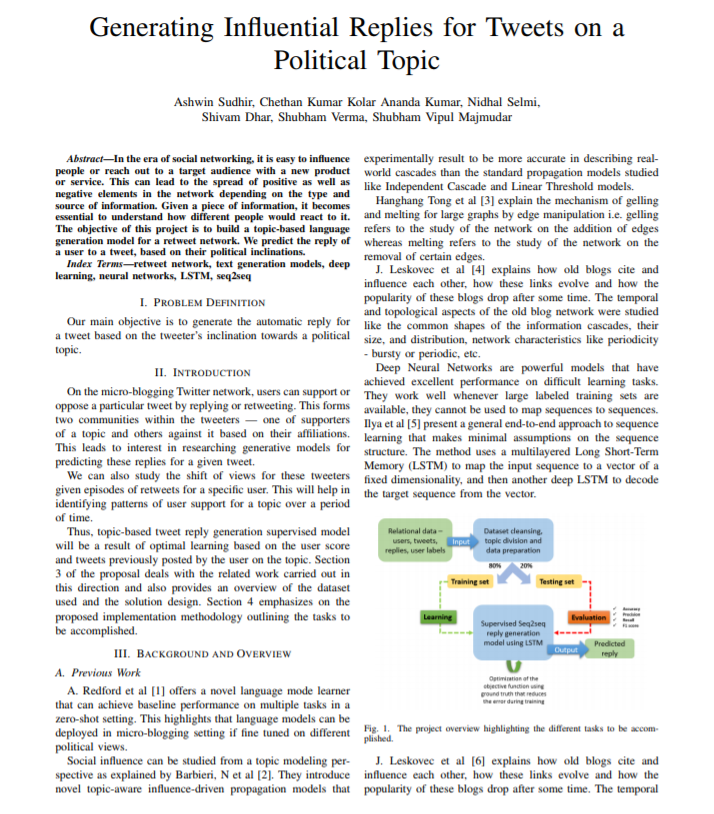 Generating Influential Replies for Tweets on a
Political Topic
Ashwin Sudhir, Chethan Kumar Kolar Ananda Kumar, Nidhal Selmi,
Shivam Dhar, Shubham Verma, Shubham Vipul Majmudar
Abstract—In the era of social networking, it is easy to influence
people or reach out to a target audience with a new product
or service. This can lead to the spread of positive as well as
negative elements in the network depending on the type and
source of information. Given a piece of information, it becomes
essential to understand how different people would react to it.
The objective of this project is to build a topic-based language
generation model for a retweet network. We predict the reply of
a user to a tweet, based on their political inclinations.
Index Terms—retweet network, text generation models, deep
learning, neural networks, LSTM, seq2seq
I. PROBLEM DEFINITION
Our main objective is to generate the automatic reply for
a tweet based on the tweeter's inclination towards a political
topic.
II. INTRODUCTION
On the micro-blogging Twitter network, users can support or
oppose a particular tweet by replying or retweeting. This forms
two communities within the tweeters — one of supporters
of a topic and others against it based on their affiliations.
This leads to interest in researching generative models for
predicting these replies for a given tweet.
We can also study the shift of views for these tweeters
given episodes of retweets for a specific user. This will help in
identifying patterns of user support for a topic over a period
of time.
Thus, topic-based tweet reply generation supervised model
will be a result of optimal learning based on the user score
and tweets previously posted by the user on the topic. Section
3 of the proposal deals with the related work carried out in
this direction and also provides an overview of the dataset
used and the solution design. Section 4 emphasizes on the
proposed implementation methodology outlining the tasks to
be accomplished.
III. BACKGROUND AND OVERVIEW
A. Previous Work
A. Redford et al [1] offers a novel language mode learner
that can achieve baseline performance on multiple tasks in a
zero-shot setting. This highlights that language models can be
deployed in micro-blogging setting if fine tuned on different
political views.
Social influence can be studied from a topic modeling per-
spective as explained by Barbieri, N et al [2]. They introduce
novel topic-aware influence-driven propagation models that
experimentally result to be more accurate in describing real-
world cascades than the standard propagation models studied
like Independent Cascade and Linear Threshold models.
Hanghang Tong et al [3] explain the mechanism of gelling
and melting for large graphs by edge manipulation i.e. gelling
refers to the study of the network on the addition of edges
whereas melting refers to the study of the network on the
removal of certain edges.
J. Leskovec et al [4] explains how old blogs cite and
influence each other, how these links evolve and how the
popularity of these blogs drop after some time. The temporal
and topological aspects of the old blog network were studied
like the common shapes of the information cascades, their
size, and distribution, network characteristics like periodicity
- bursty or periodic, etc.
Deep Neural Networks are powerful models that have
achieved excellent performance on difficult learning tasks.
They work well whenever large labeled training sets are
available, they cannot be used to map sequences to sequences.
Ilya et al [5] present a general end-to-end approach to sequence
learning that makes minimal assumptions on the sequence
structure. The method uses a multilayered Long Short-Term
Memory (LSTM) to map the input sequence to a vector of a
fixed dimensionality, and then another deep LSTM to decode
the target sequence from the vector.
Relational data –
users, tweets,
replies, user labels
Input
Dataset cleansing,
topic division and
data preparation
80%
20%
Training set
Testing set
Learning
Supervised Seq2seq
reply generation
model using LSTM
Evaluation
Accuracy
Precision
Recall
F1 score
Output
Predicted
reply
Optimization of the
objective function using
ground truth that reduces
the error during training
Fig. 1. The project overview highlighting the different tasks to be accom-
plished.
J. Leskovec et al [6] explains how old blogs cite and
influence each other, how these links evolve and how the
popularity of these blogs drop after some time. The temporal